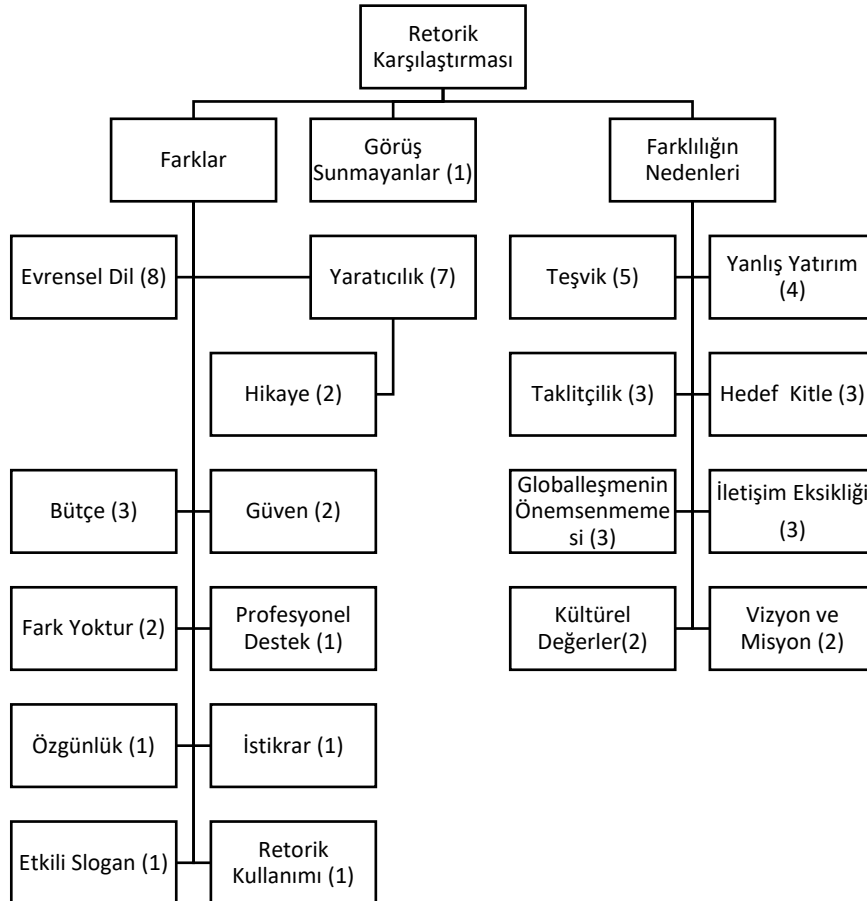 Retorik
Karşılaştırması
Farklar
Görüş
Sunmayanlar (1)
Farklılığın
Nedenleri
Evrensel Dil (8)
Yaratıcılık (7)
Teşvik (5)
Yanlış Yatırım
(4)
Hikaye (2)
Taklitçilik (3)
Hedef  Kitle (3)
Bütçe (3)
Güven (2)
Globalleşmenin
Önemsenmeme
si (3)
İletişim Eksikliği
(3)
Fark Yoktur (2)
Profesyonel
Destek (1)
Kültürel
Değerler(2)
Vizyon ve
Misyon (2)
Özgünlük (1)
İstikrar (1)
Etkili Slogan (1)
Retorik
Kullanımı (1)